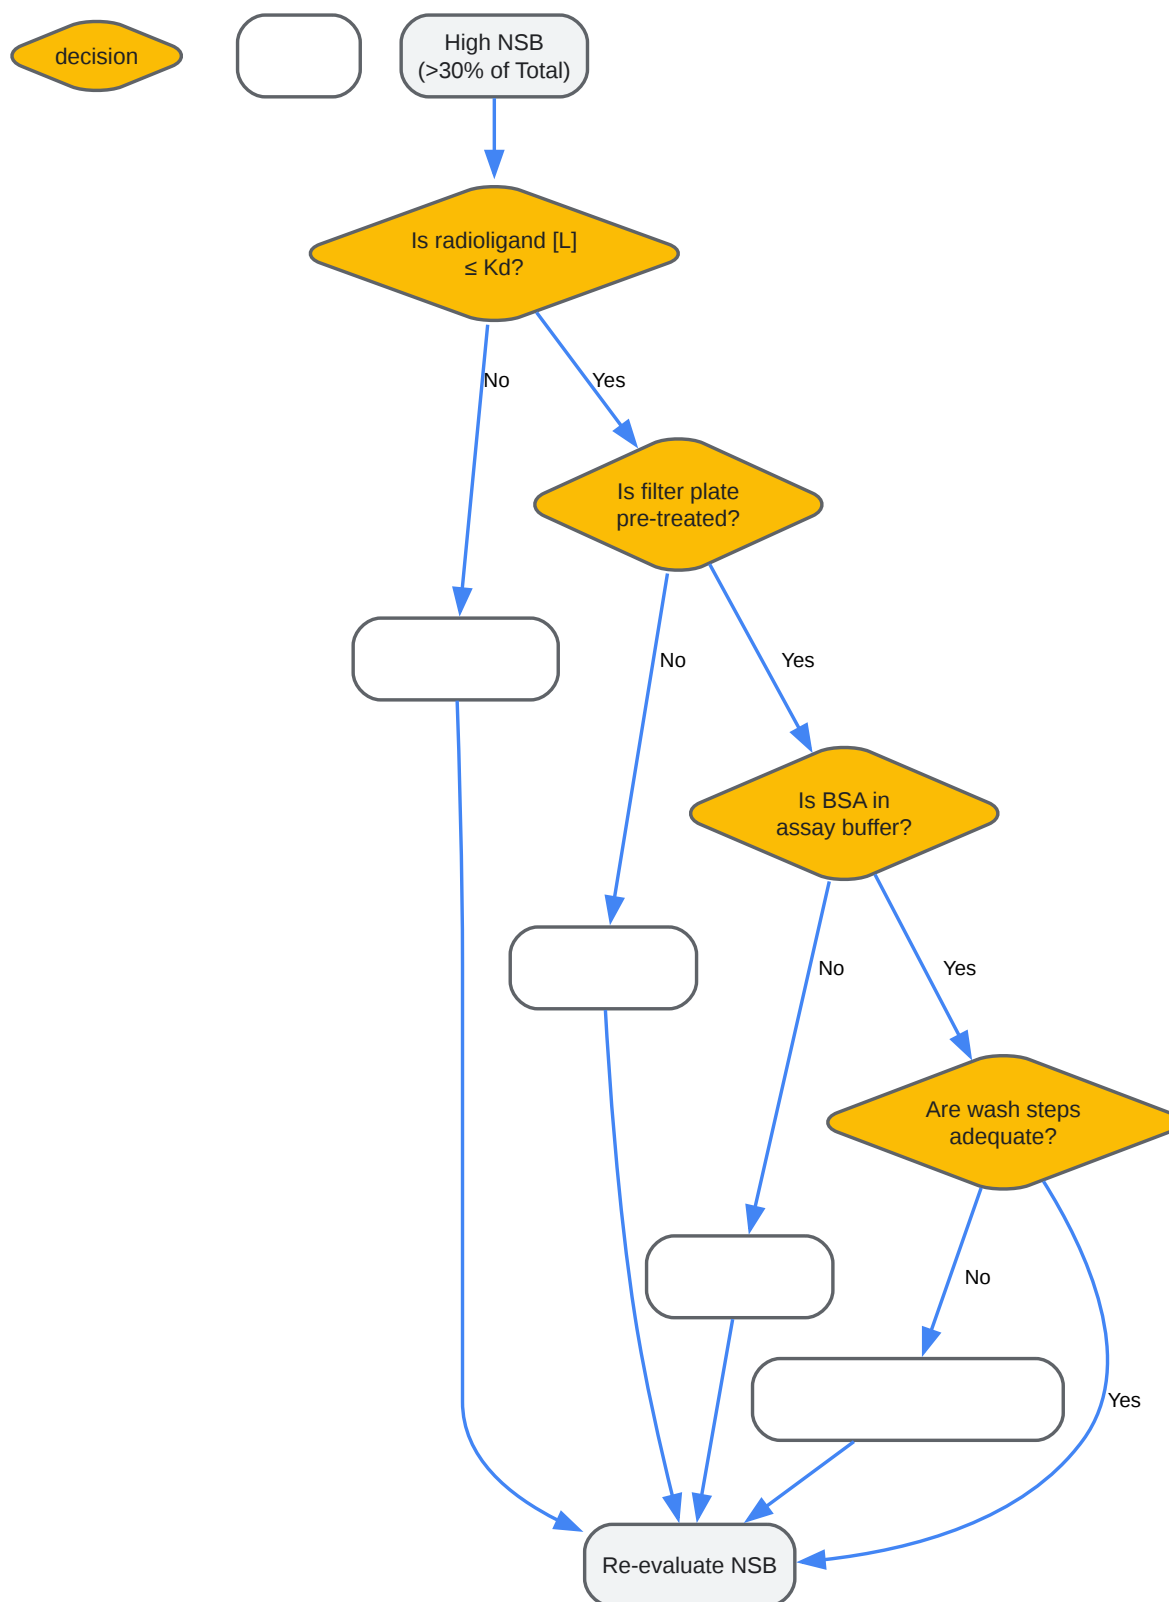 decision
High NSB
(>30% of Total)
Is radioligand [L]
≤ Kd?
No
Yes
Is filter plate
pre-treated?
No
Yes
Is BSA in
assay buffer?
No
Yes
Are wash steps
adequate?
No
Yes
Re-evaluate NSB